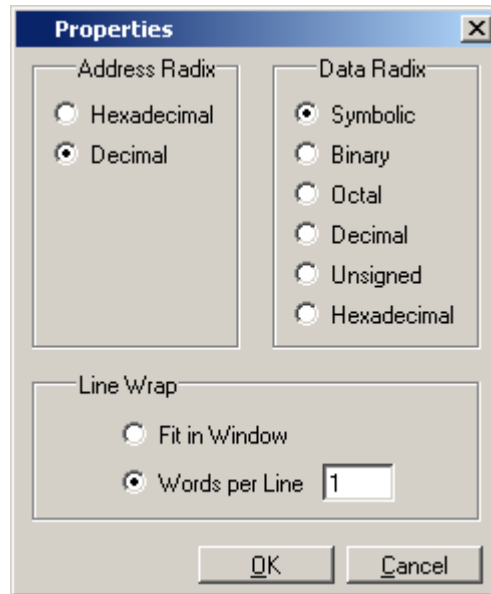 Properties
Address Radix
Hexadecimal
Decimal
Data Radix
Symbolic
Binary
Octal
Decimal
Unsigned
Hexadecimal
Line Wrap
Fit in Window
Words per Line 1
OK Cancel